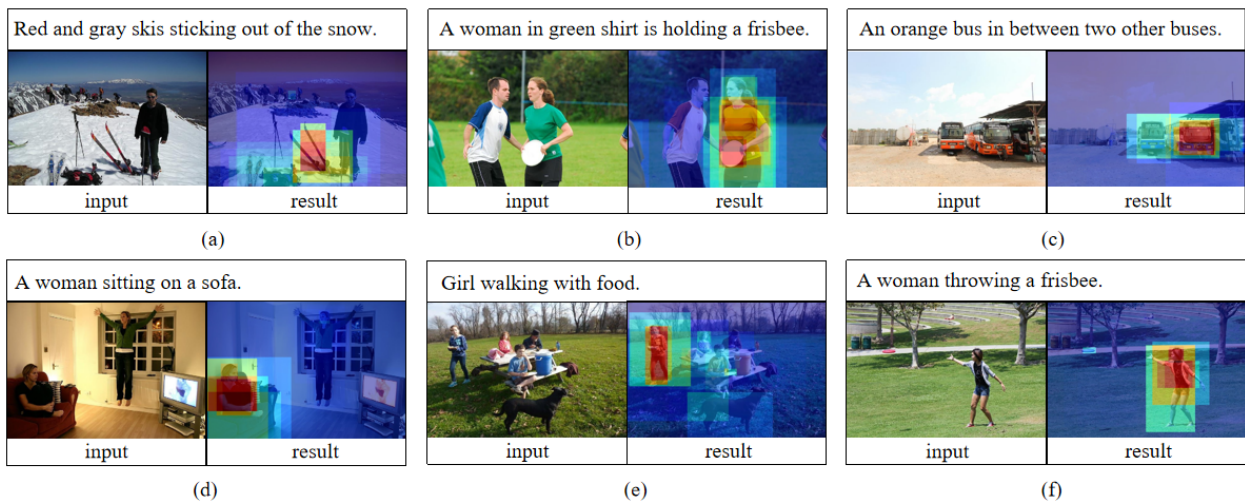 Red and gray skis sticking out of the snow.
A woman in green shirt is holding a frisbee.
An orange bus in between two other buses.
input
result
input
result
input
result
(a)
(b)
(c)
A woman sitting on a sofa.
Girl walking with food.
A woman throwing a frisbee.
input
result
input
result
input
result
(d)
(e)
(f)